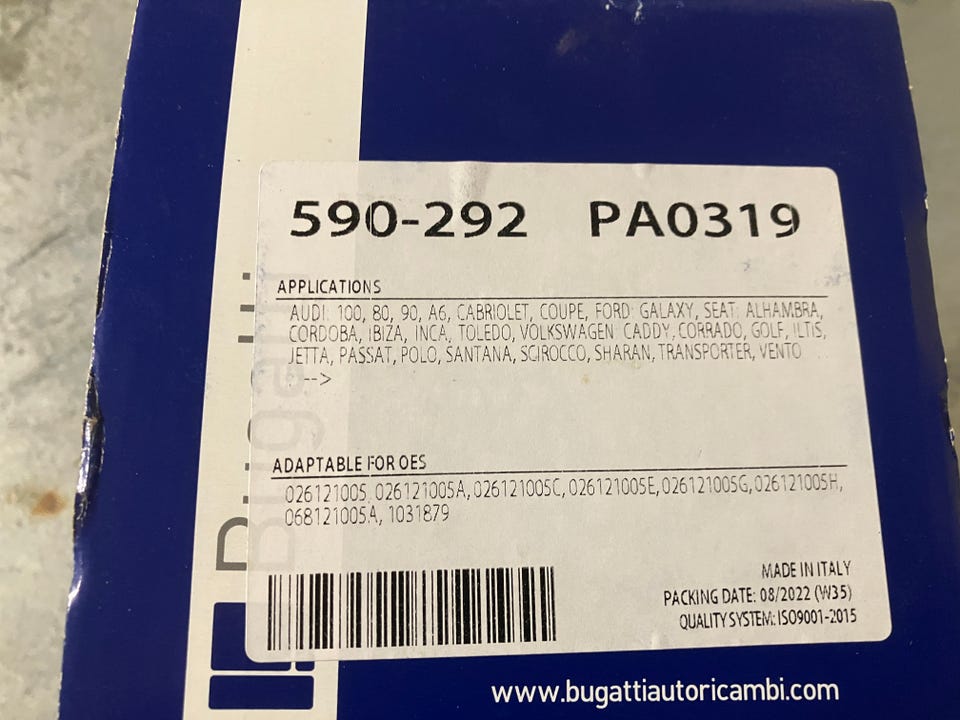 590-292 PA0319
APPLICATIONS
AUDI: 100, 80, 90, A6, CABRIOLET, COUPE, FORD: GALAXY, SEAT: ALHAMBRA,
CORDOBA, IBIZA, INCA, TOLEDO, VOLKSWAGEN: CADDY, CORRADO, GOLF, ILTIS,
JETTA, PASSAT, POLO, SANTANA, SCIROCCO, SHARAN, TRANSPORTER, VENTO
-->
ADAPTABLE FOR OES
026121005, 026121005A, 026121005C, 026121005E, 026121005G, 026121005H,
068121005A, 1031879
MADE IN ITALY
PACKING DATE: 08/2022 (W35)
QUALITY SYSTEM: ISO9001-2015
www.bugattiautoricambi.com
Bugatti